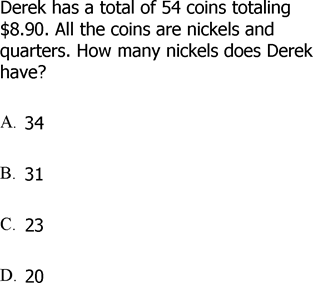 Derek has a total of 54 coins totaling
$8.90. All the coins are nickels and
quarters. How many nickels does Derek
have?
A. 34
B. 31
C. 23
D. 20